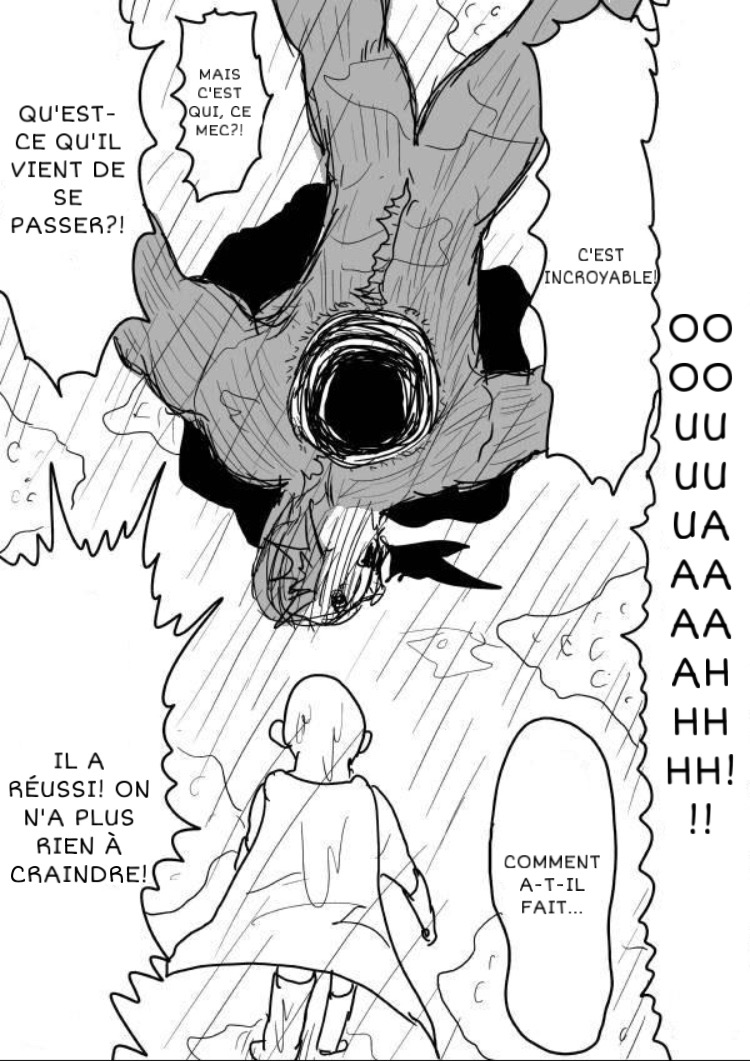 MAIS
C'EST
QUI, CE
MEC?!
QU'EST-
CE QU'IL
VIENT DE
SE
PASSER?!
C'EST
INCROYABLE!
OO
OO
UU
UU
UA
AA
AA
AH
HH
HH!
!!
IL A
RÉUSSI! ON
N'A PLUS
RIEN À
CRAINDRE!
COMMENT
A-T-IL
FAIT...